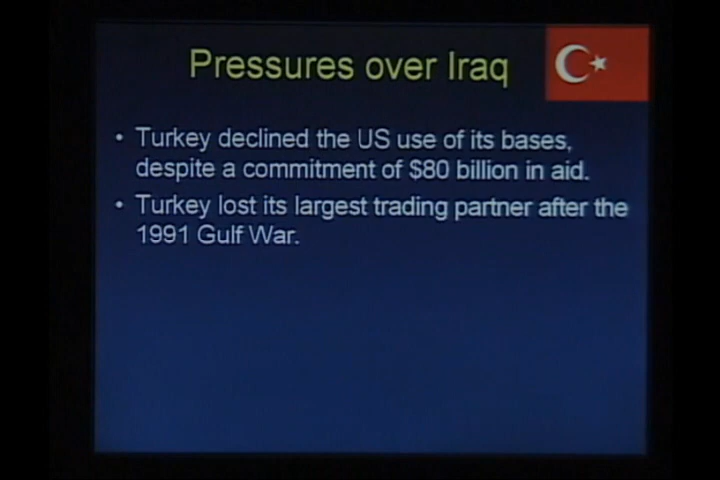 Pressures over Iraq
• Turkey declined the US use of its bases,
despite a commitment of $80 billion in aid.
• Turkey lost its largest trading partner after the
1991 Gulf War.